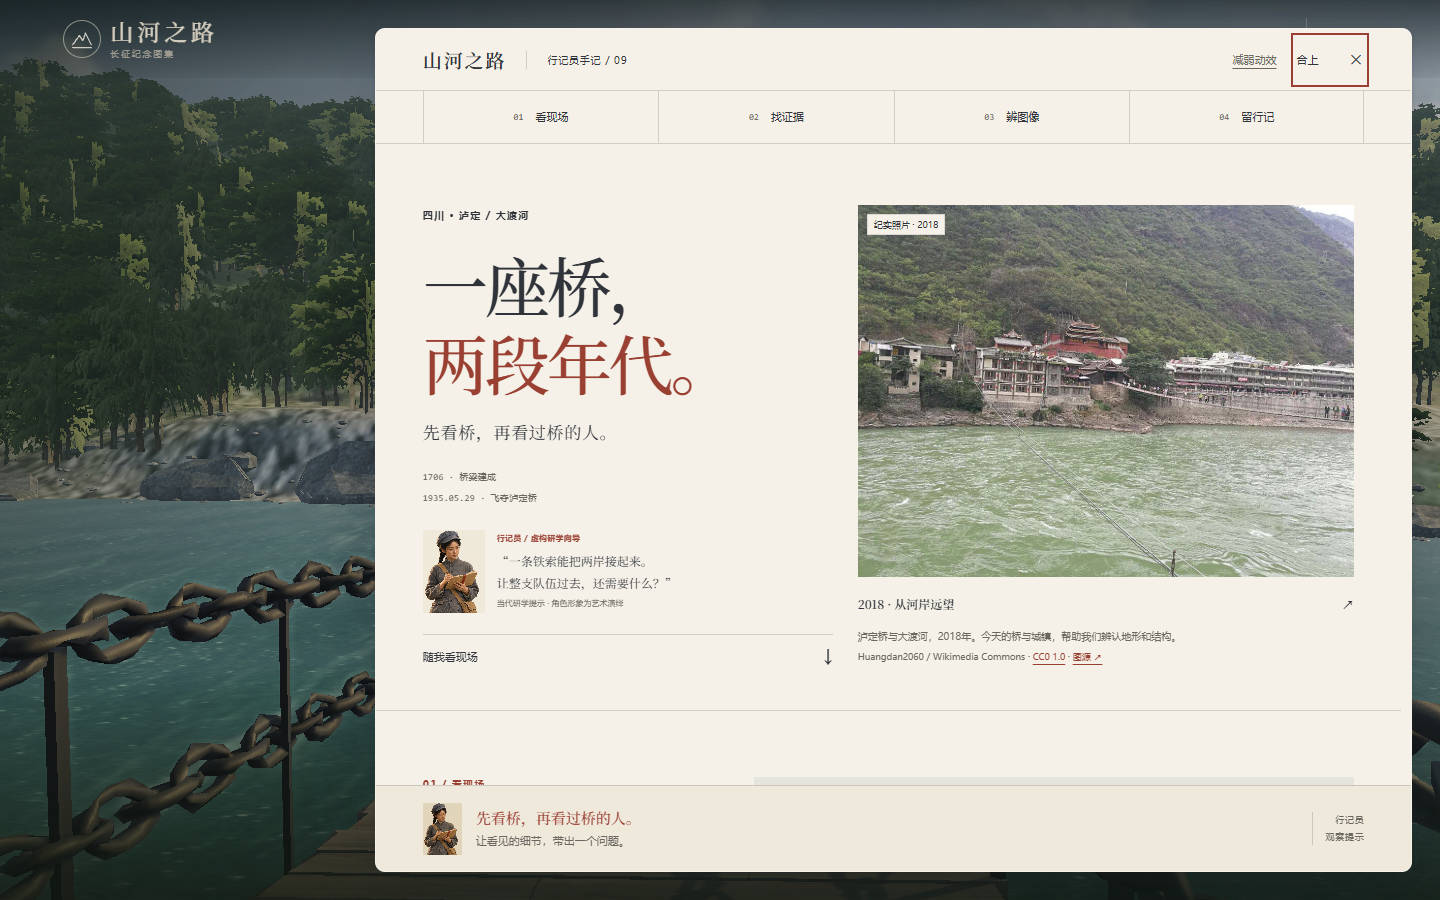 山河之路
长征纪念图集
山河之路
行记员手记 / 09
减弱动效
合上
01 看现场
02 找证据
03 辨图像
04 留行记
四川 · 泸定 / 大渡河
一座桥，
两段年代。
先看桥，再看过桥的人。
1706 · 桥梁建成
1935.05.29 · 飞夺泸定桥
行记员 / 虚构研学向导
“一条铁索能把两岸接起来。
让整支队伍过去，还需要什么？”
当代研学提示 · 角色形象为艺术演绎
随我看现场 ↓
纪实照片 · 2018
2018 · 从河岸远望 ↗
泸定桥与大渡河，2018年。今天的桥与城镇，帮助我们辨认地形和结构。
Huangdan2060 / Wikimedia Commons · CC0 1.0 · 图源 ↗
01 / 看现场
先看桥，再看过桥的人。
让看见的细节，带出一个问题。
行记员
观察提示